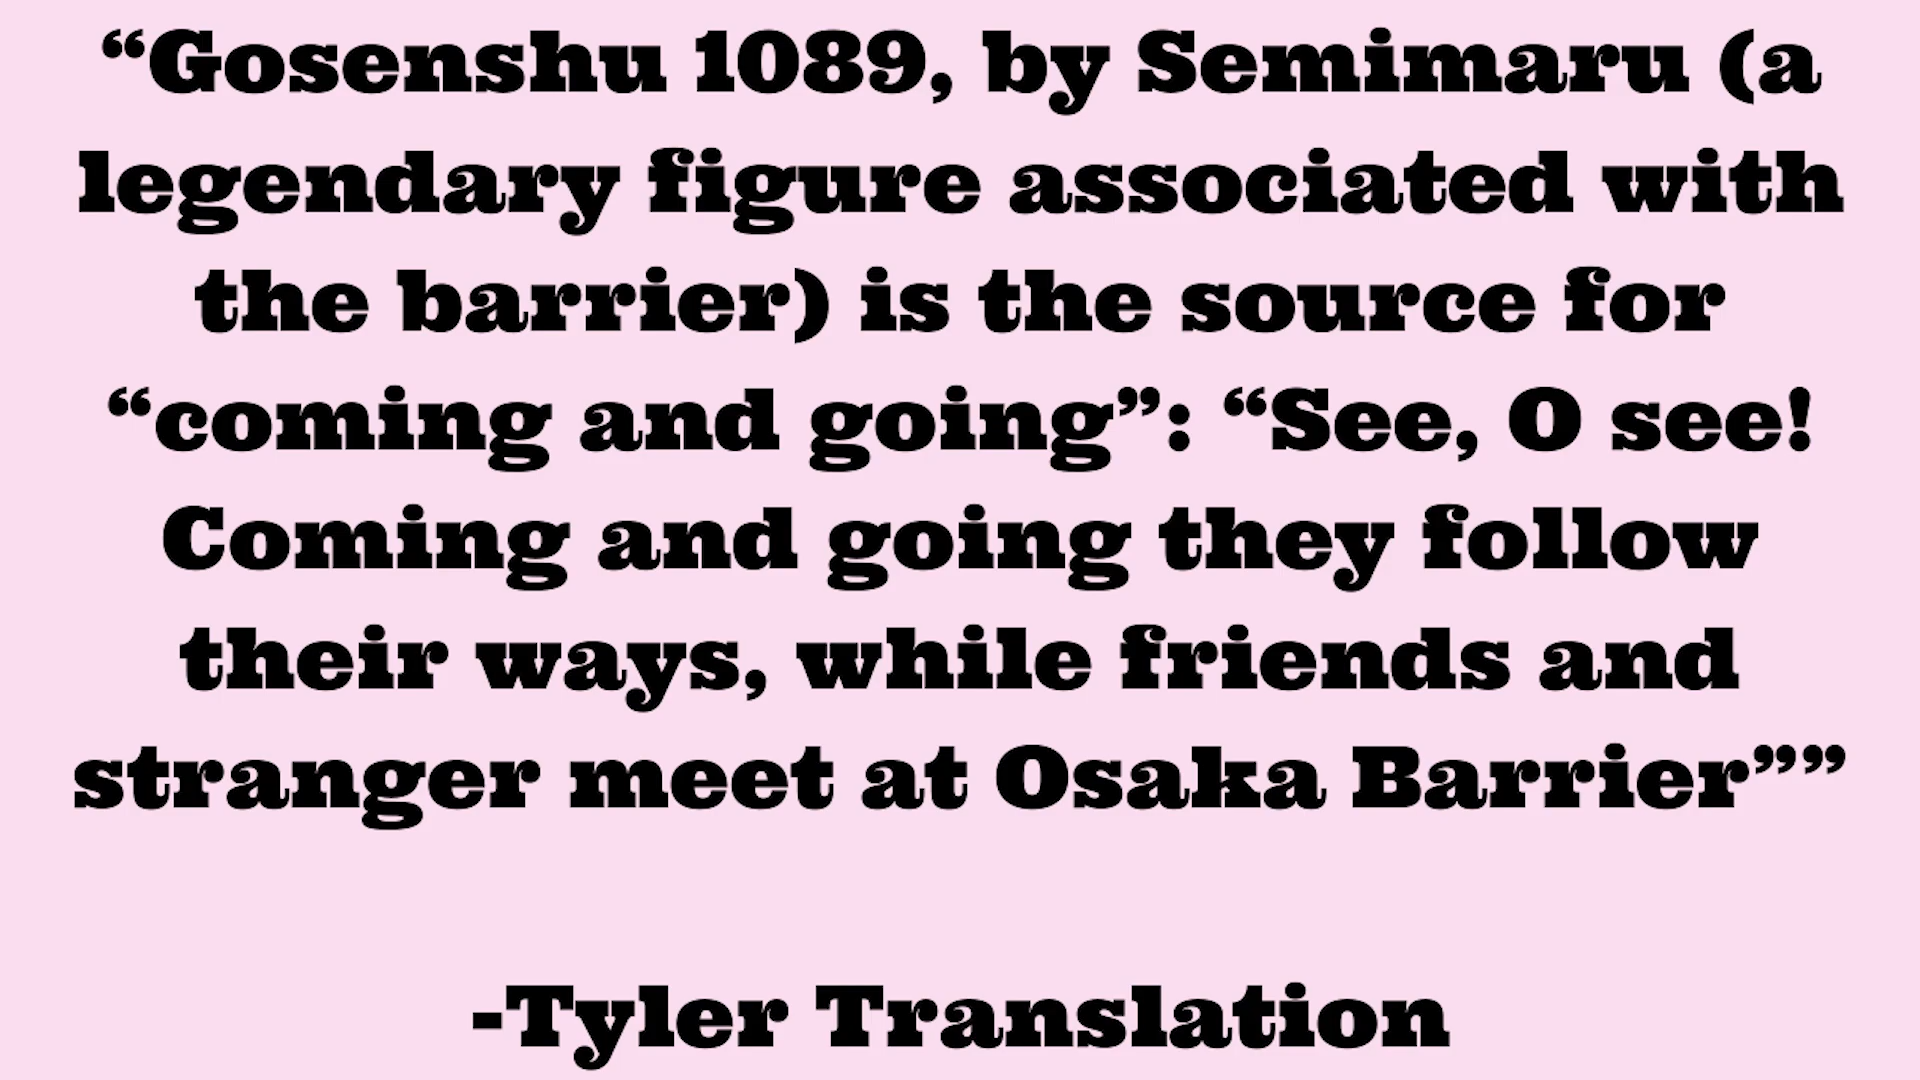 “Gosenshu 1089, by Semimaru (a
legendary figure associated with
the barrier) is the source for
“coming and going”: “See, O see!
Coming and going they follow
their ways, while friends and
stranger meet at Osaka Barrier””
-Tyler Translation